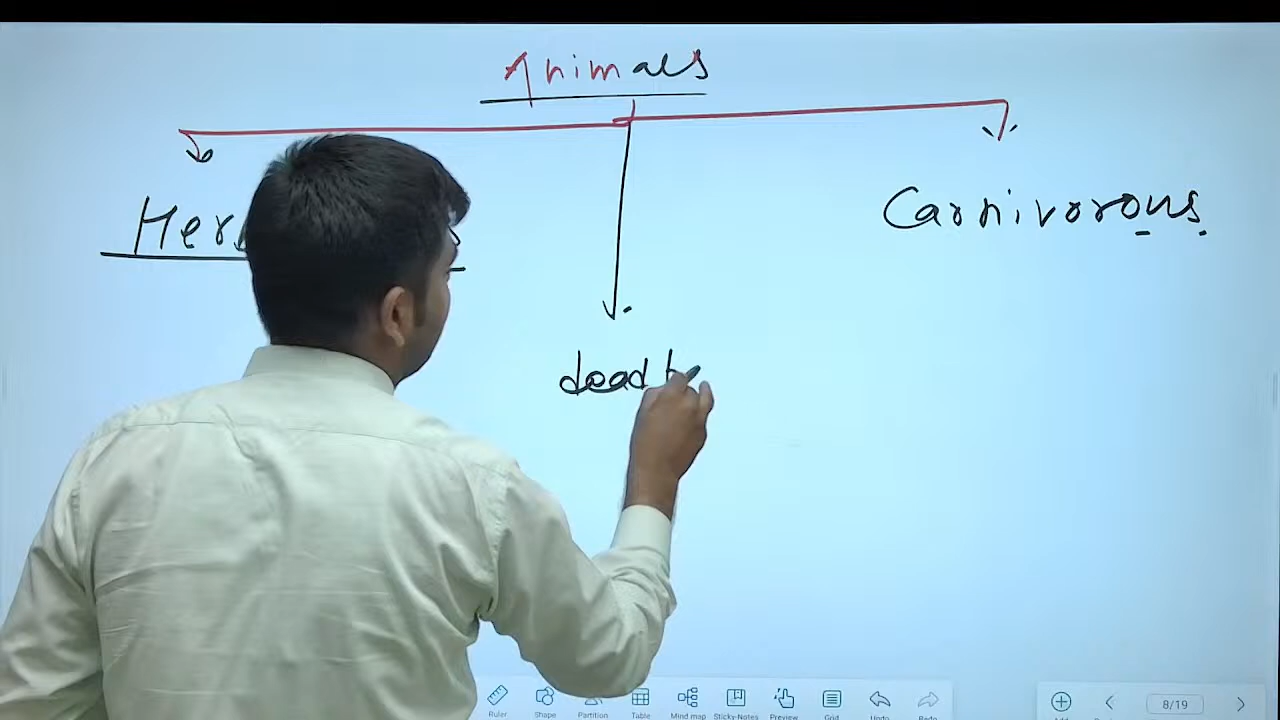 Animals
Carnivorous
dead
Ruler Shape Partition Table Mind map Sticky-Notes Preview Grid Undo Redo
8/19